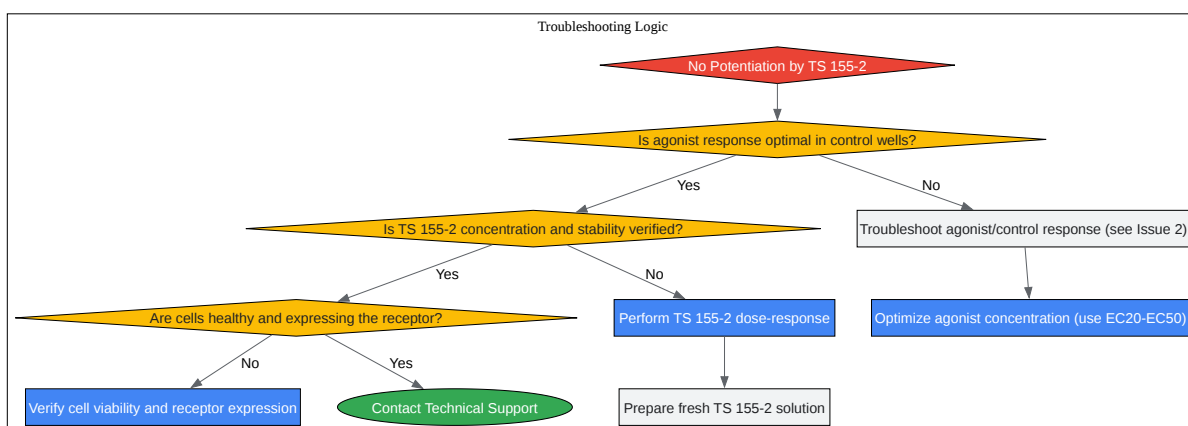 Troubleshooting Logic
No Potentiation by TS 155-2
Is agonist response optimal in control wells?
Yes
No
Is TS 155-2 concentration and stability verified?
Troubleshoot agonist/control response (see Issue 2)
Yes
No
Are cells healthy and expressing the receptor?
Perform TS 155-2 dose-response
Optimize agonist concentration (use EC20-EC50)
No
Yes
Verify cell viability and receptor expression
Contact Technical Support
Prepare fresh TS 155-2 solution